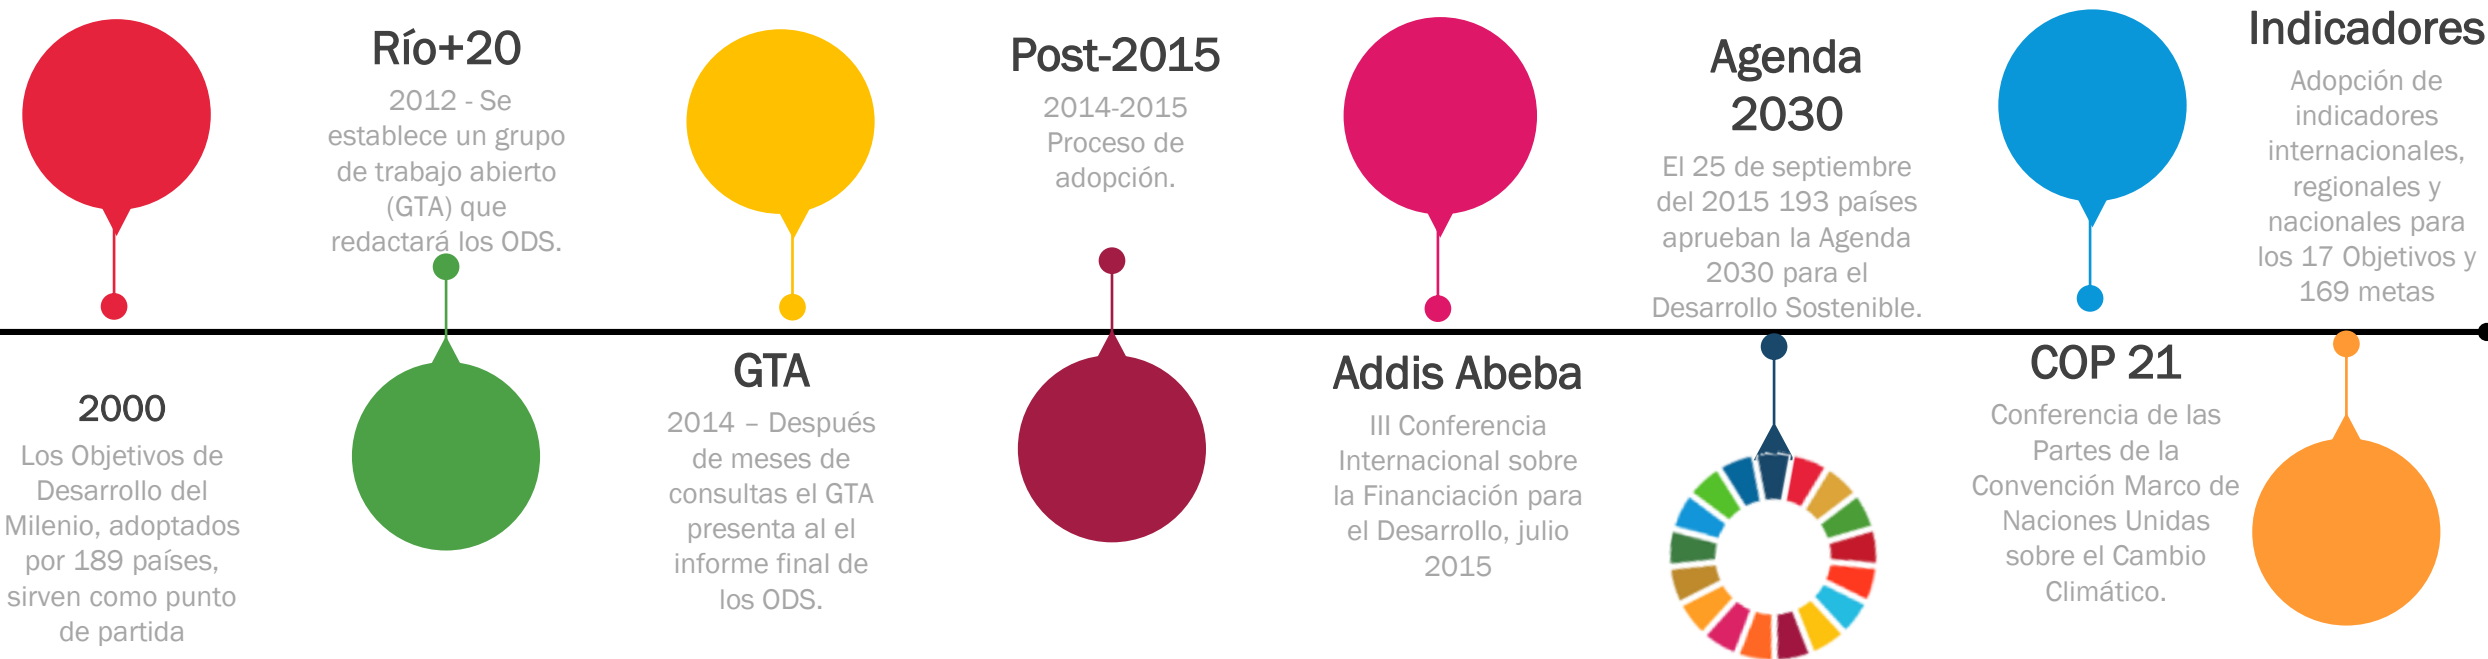 2000
Los Objetivos de
Desarrollo del
Milenio, adoptados
por 189 países,
sirven como punto
de partida
Río+20
2012 - Se
establece un grupo
de trabajo abierto
(GTA) que
redactará los ODS.
GTA
2014 – Después
de meses de
consultas el GTA
presenta al el
informe final de
los ODS.
Post-2015
2014-2015
Proceso de
adopción.
Addis Abeba
III Conferencia
Internacional sobre
la Financiación para
el Desarrollo, julio
2015
Agenda
2030
El 25 de septiembre
del 2015 193 países
aprueban la Agenda
2030 para el
Desarrollo Sostenible.
COP 21
Conferencia de las
Partes de la
Convención Marco de
Naciones Unidas
sobre el Cambio
Climático.
Indicadores
Adopción de
indicadores
internacionales,
regionales y
nacionales para
los 17 Objetivos y
169 metas